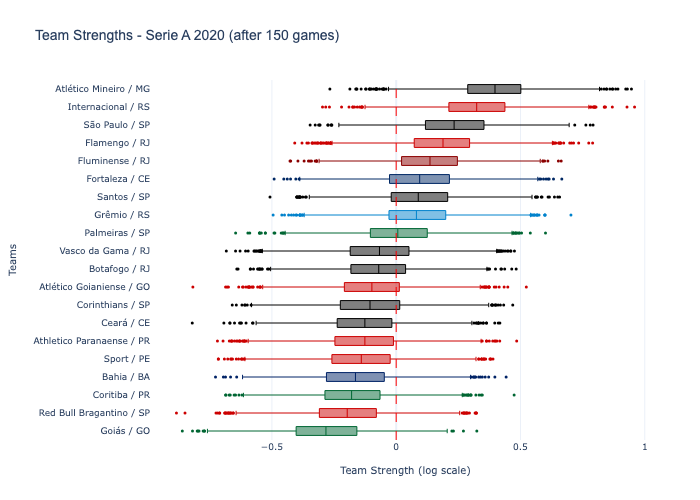 Team Strengths - Serie A 2020 (after 150 games)
Atlético Mineiro / MG
Internacional / RS
São Paulo / SP
Flamengo / RJ
Fluminense / RJ
Fortaleza / CE
Santos / SP
Grêmio / RS
Palmeiras / SP
Vasco da Gama / RJ
Botafogo / RJ
Atlético Goianiense / GO
Corinthians / SP
Ceará / CE
Athletico Paranaense / PR
Sport / PE
Bahia / BA
Coritiba / PR
Red Bull Bragantino / SP
Goiás / GO
Teams
−0.5 0 0.5 1
Team Strength (log scale)